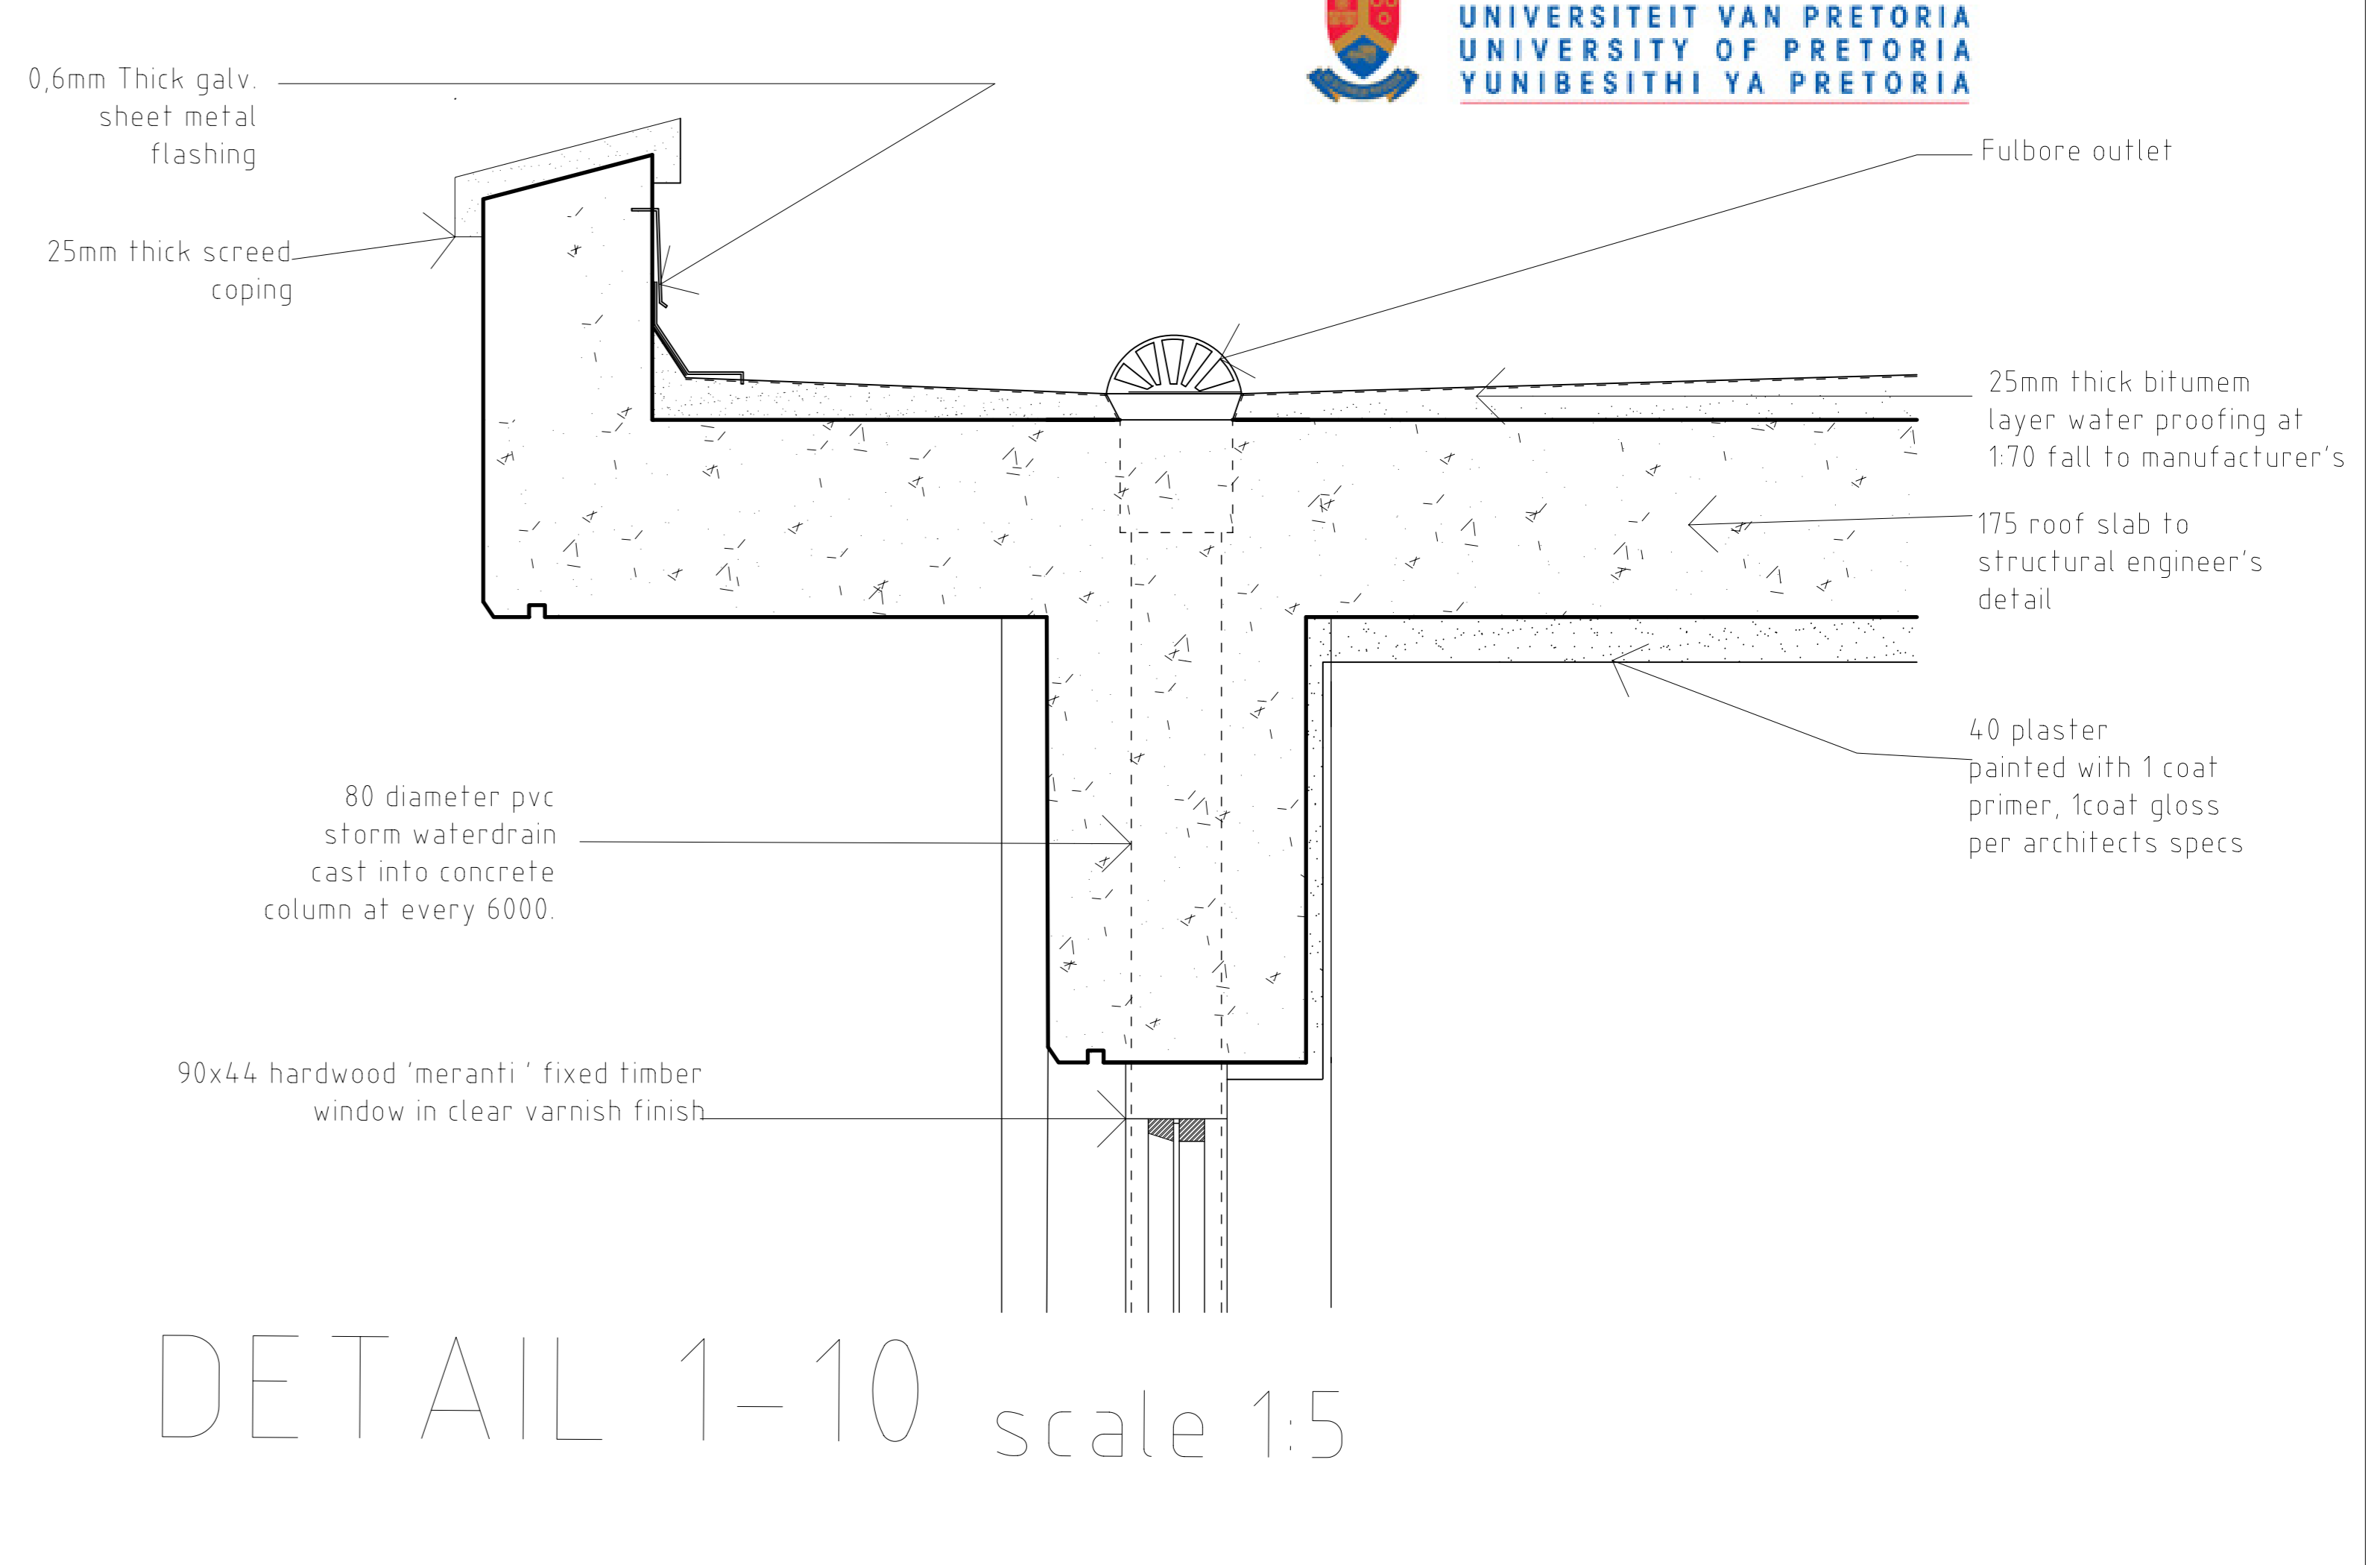 UNIVERSITEIT VAN PRETORIA
UNIVERSITY OF PRETORIA
YUNIBESITHI YA PRETORIA
0,6mm Thick galv.
sheet metal
flashing
25mm thick screed
coping
Fulbore outlet
25mm thick bitumem
layer water proofing at
1:70 fall to manufacturer's
175 roof slab to
structural engineer's
detail
40 plaster
painted with 1 coat
primer, 1coat gloss
per architects specs
80 diameter pvc
storm waterdrain
cast into concrete
column at every 6000.
90x44 hardwood 'meranti ' fixed timber
window in clear varnish finish
DETAIL 1-10 scale 1:5